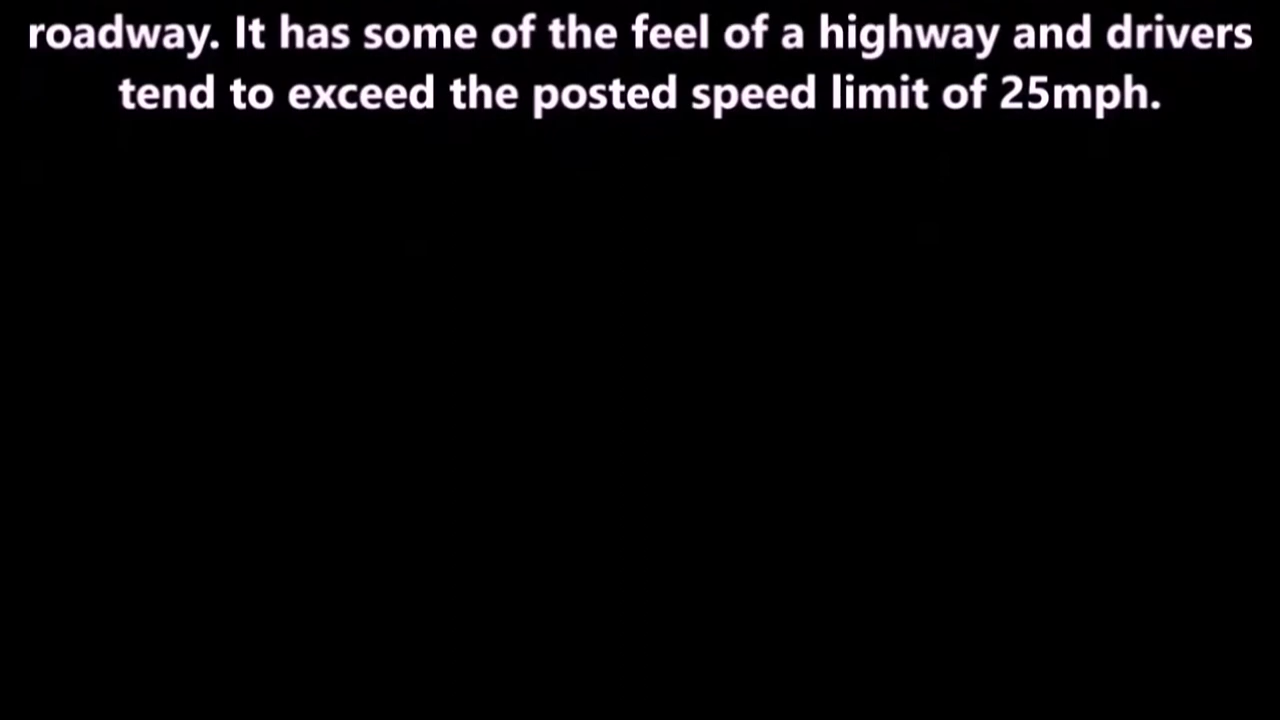 roadway. It has some of the feel of a highway and drivers
tend to exceed the posted speed limit of 25mph.